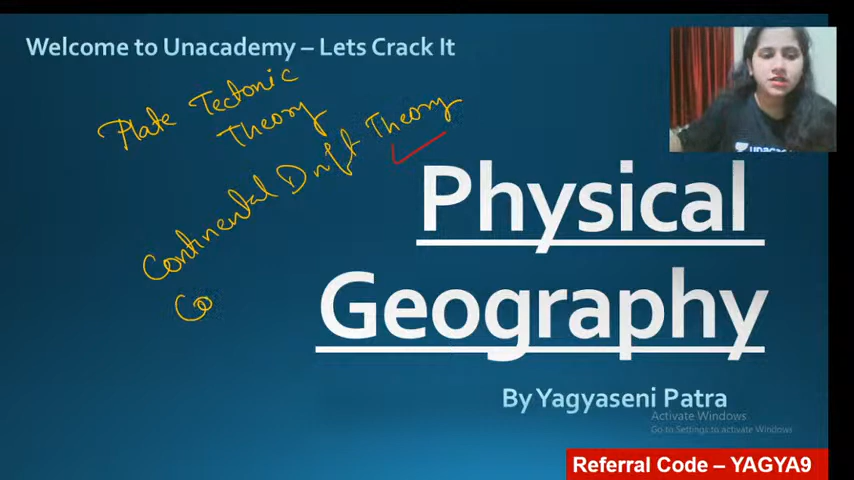 Welcome to Unacademy – Lets Crack It
Plate Tectonic
Theory
Continental Drift Theory
Co
Physical
Geography
By Yagyaseni Patra
Activate Windows
Go to Settings to activate Windows
Referral Code – YAGYA9